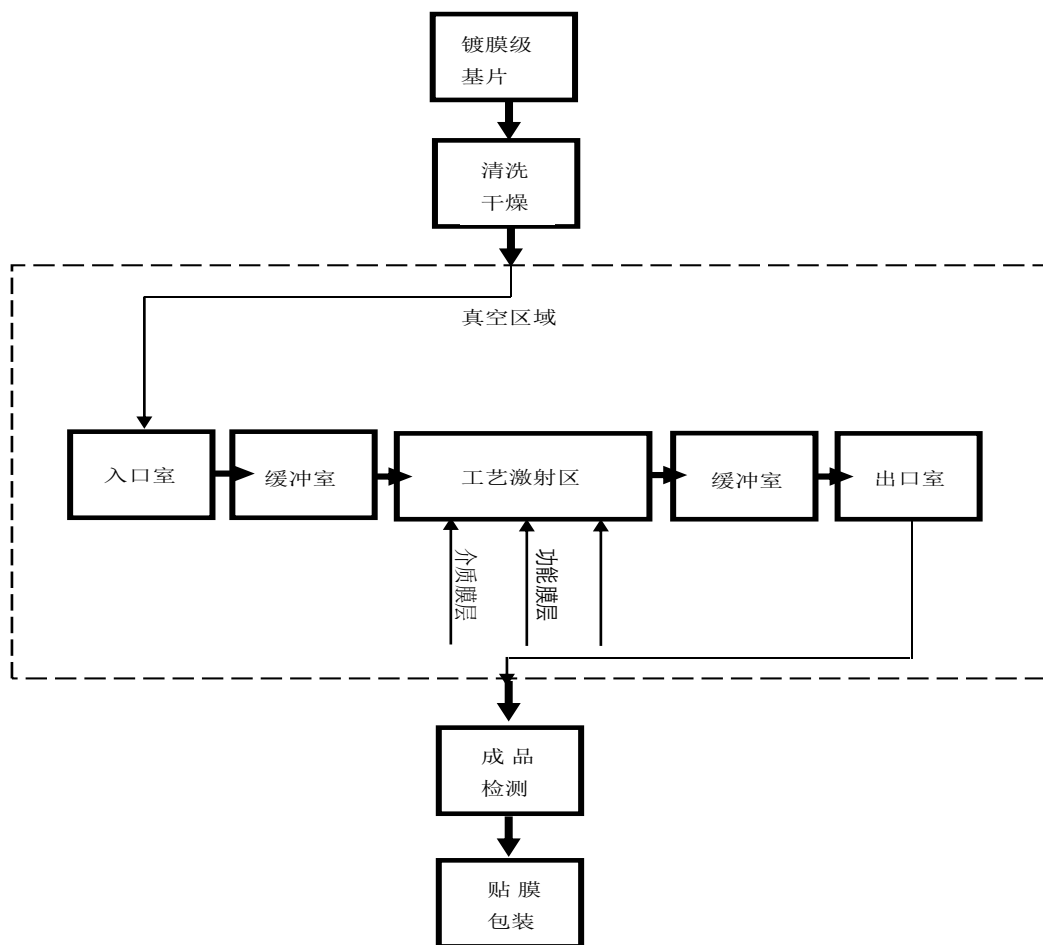 镀膜级
基片
清洗
干燥
真空区域
入口室
缓冲室
工艺激射区
缓冲室
出口室
介质膜层
功能膜层
成品
检测
贴膜
包装